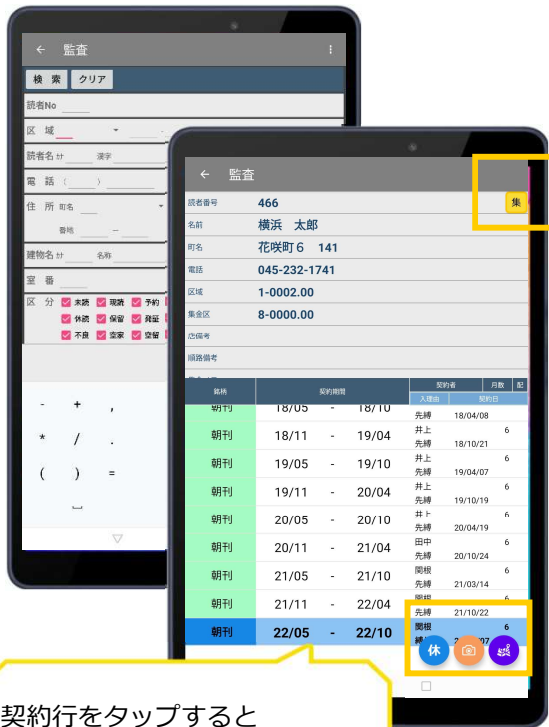 ← 監査
検 索 クリア
読者No
区 域
読者名 ｶﾅ 漢字
電 話 ( )
住 所 町名
番地 ー
建物名 ｶﾅ 名称
室 番
区 分 未読 現読 予約
休読 保留 発証
不良 空家 空留
- + ,
* / .
( ) =
← 監査
読者番号 466 集
名前 横浜 太郎
町名 花咲町６ 141
電話 045-232-1741
区域 1-0002.00
集金区 8-0000.00
店備考
順路備考
銘柄 契約期間 契約者 月数 配
入理由 契約日
朝刊 18/05 - 18/10
先縛 18/04/08
朝刊 18/11 - 19/04 井上 6
先縛 18/10/21
朝刊 19/05 - 19/10 井上 6
先縛 19/04/07
朝刊 19/11 - 20/04 井上 6
先縛 19/10/19
朝刊 20/05 - 20/10 井上 6
先縛 20/04/19
朝刊 20/11 - 21/04 田中 6
先縛 20/10/24
朝刊 21/05 - 21/10 関根 6
先縛 21/03/14
朝刊 21/11 - 22/04 関根 6
先縛 21/10/22
朝刊 22/05 - 22/10 関根 6
休
契約行をタップすると